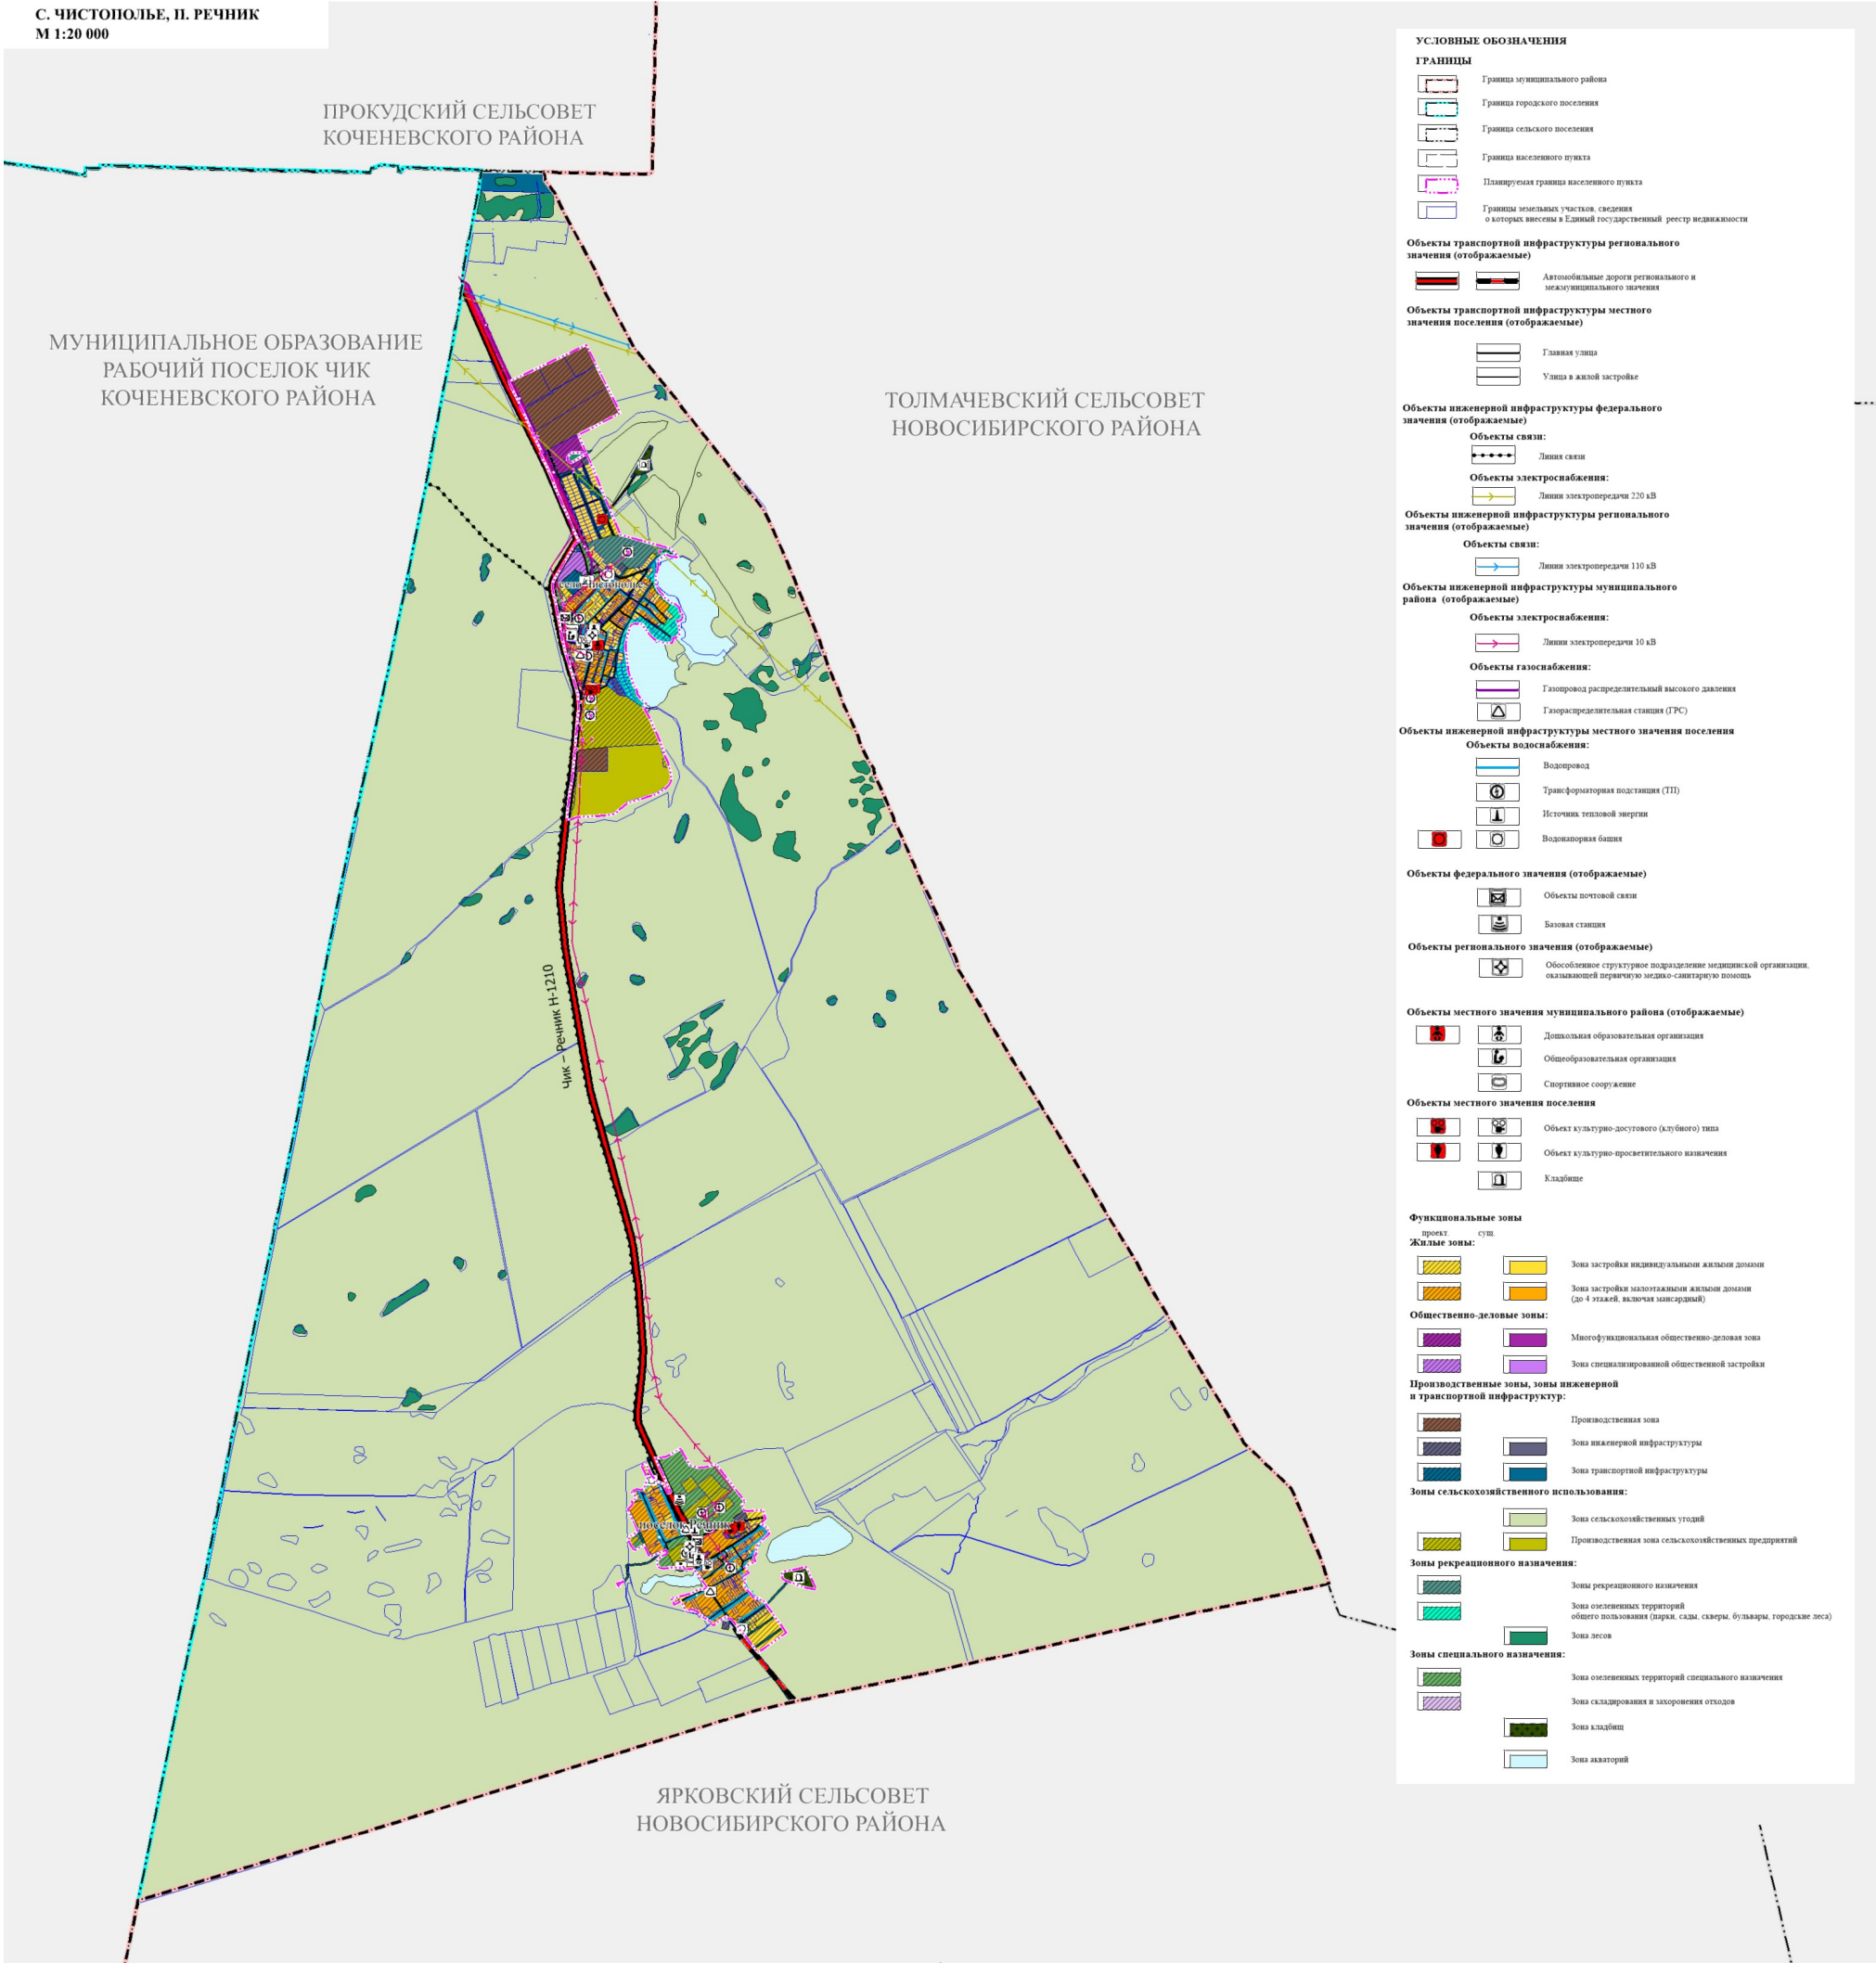 С. ЧИСТОПОЛЬЕ, П. РЕЧНИК
М 1:20 000
ПРОКУДСКИЙ СЕЛЬСОВЕТ
КОЧЕНЕВСКОГО РАЙОНА
МУНИЦИПАЛЬНОЕ ОБРАЗОВАНИЕ
РАБОЧИЙ ПОСЕЛОК ЧИК
КОЧЕНЕВСКОГО РАЙОНА
ТОЛМАЧЕВСКИЙ СЕЛЬСОВЕТ
НОВОСИБИРСКОГО РАЙОНА
село Чистополье
Чик – Речник Н-1210
поселок Речник
ЯРКОВСКИЙ СЕЛЬСОВЕТ
НОВОСИБИРСКОГО РАЙОНА
УСЛОВНЫЕ ОБОЗНАЧЕНИЯ
ГРАНИЦЫ
Граница муниципального района
Граница городского поселения
Граница сельского поселения
Граница населенного пункта
Планируемая граница населенного пункта
Границы земельных участков, сведения
о которых внесены в Единый государственный реестр недвижимости
Объекты транспортной инфраструктуры регионального
значения (отображаемые)
Автомобильные дороги регионального и
межмуниципального значения
Объекты транспортной инфраструктуры местного
значения поселения (отображаемые)
Главная улица
Улица в жилой застройке
Объекты инженерной инфраструктуры федерального
значения (отображаемые)
Объекты связи:
Линия связи
Объекты электроснабжения:
Линии электропередачи 220 кВ
Объекты инженерной инфраструктуры регионального
значения (отображаемые)
Объекты связи:
Линии электропередачи 110 кВ
Объекты инженерной инфраструктуры муниципального
района (отображаемые)
Объекты электроснабжения:
Линии электропередачи 10 кВ
Объекты газоснабжения:
Газопровод распределительный высокого давления
Газораспределительная станция (ГРС)
Объекты инженерной инфраструктуры местного значения поселения
Объекты водоснабжения:
Водопровод
Трансформаторная подстанция (ТП)
Источник тепловой энергии
Водонапорная башня
Объекты федерального значения (отображаемые)
Объекты почтовой связи
Базовая станция
Объекты регионального значения (отображаемые)
Обособленное структурное подразделение медицинской организации,
оказывающей первичную медико-санитарную помощь
Объекты местного значения муниципального района (отображаемые)
Дошкольная образовательная организация
Общеобразовательная организация
Спортивное сооружение
Объекты местного значения поселения
Объект культурно-досугового (клубного) типа
Объект культурно-просветительного назначения
Кладбище
Функциональные зоны
проект. сущ.
Жилые зоны:
Зона застройки индивидуальными жилыми домами
Зона застройки малоэтажными жилыми домами
(до 4 этажей, включая мансардный)
Общественно-деловые зоны:
Многофункциональная общественно-деловая зона
Зона специализированной общественной застройки
Производственные зоны, зоны инженерной
и транспортной инфраструктур:
Производственная зона
Зона инженерной инфраструктуры
Зона транспортной инфраструктуры
Зоны сельскохозяйственного использования:
Зона сельскохозяйственных угодий
Производственная зона сельскохозяйственных предприятий
Зоны рекреационного назначения:
Зоны рекреационного назначения
Зона озелененных территорий
общего пользования (парки, сады, скверы, бульвары, городские леса)
Зона лесов
Зоны специального назначения:
Зона озелененных территорий специального назначения
Зона складирования и захоронения отходов
Зона кладбищ
Зона акваторий